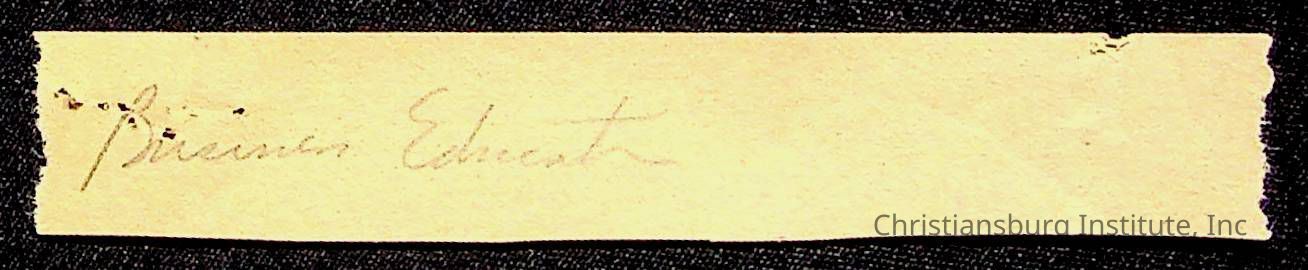 Business Education
Christiansburg Institute, Inc